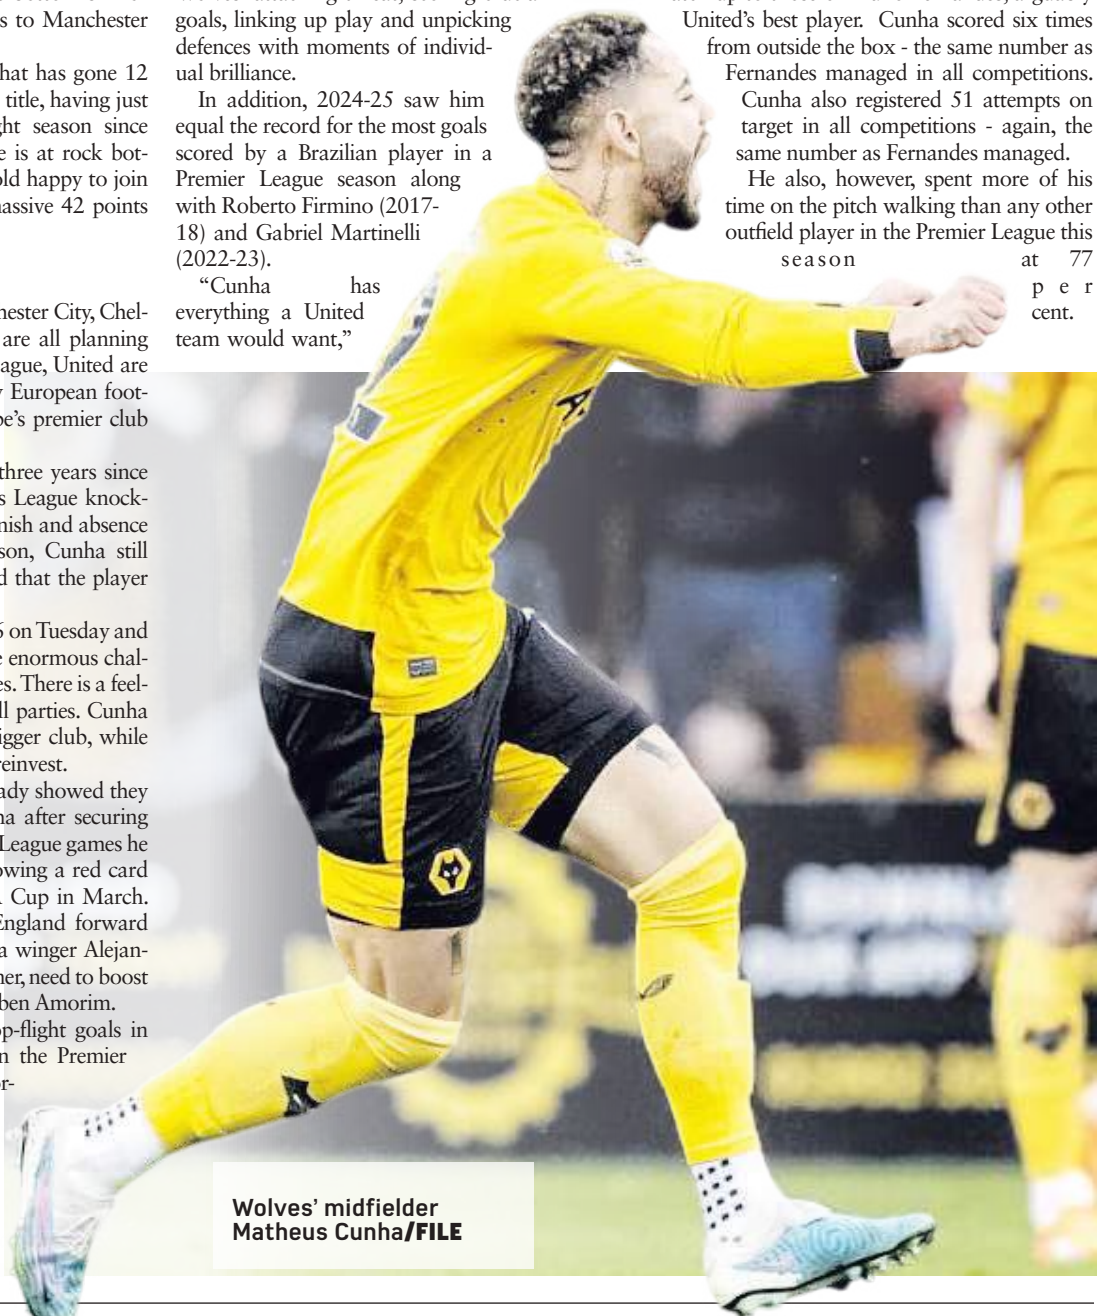 s to Manchester
hat has gone 12
title, having just
ght season since
e is at rock bot-
old happy to join
massive 42 points
hester City, Chel-
are all planning
ague, United are
y European foot-
pe's premier club
three years since
s League knock-
nish and absence
son, Cunha still
d that the player
6 on Tuesday and
e enormous chal-
es. There is a feel-
ll parties. Cunha
igger club, while
reinvest.
ady showed they
na after securing
League games he
owing a red card
A Cup in March.
England forward
a winger Alejan-
her, need to boost
ben Amorim.
op-flight goals in
n the Premier
or-
goals, linking up play and unpicking
defences with moments of individ-
ual brilliance.
In addition, 2024-25 saw him
equal the record for the most goals
scored by a Brazilian player in a
Premier League season along
with Roberto Firmino (2017-
18) and Gabriel Martinelli
(2022-23).
“Cunha has
everything a United
team would want,”
United’s best player. Cunha scored six times
from outside the box - the same number as
Fernandes managed in all competitions.
Cunha also registered 51 attempts on
target in all competitions - again, the
same number as Fernandes managed.
He also, however, spent more of his
time on the pitch walking than any other
outfield player in the Premier League this
season at 77
per
cent.
Wolves’ midfielder
Matheus Cunha/FILE